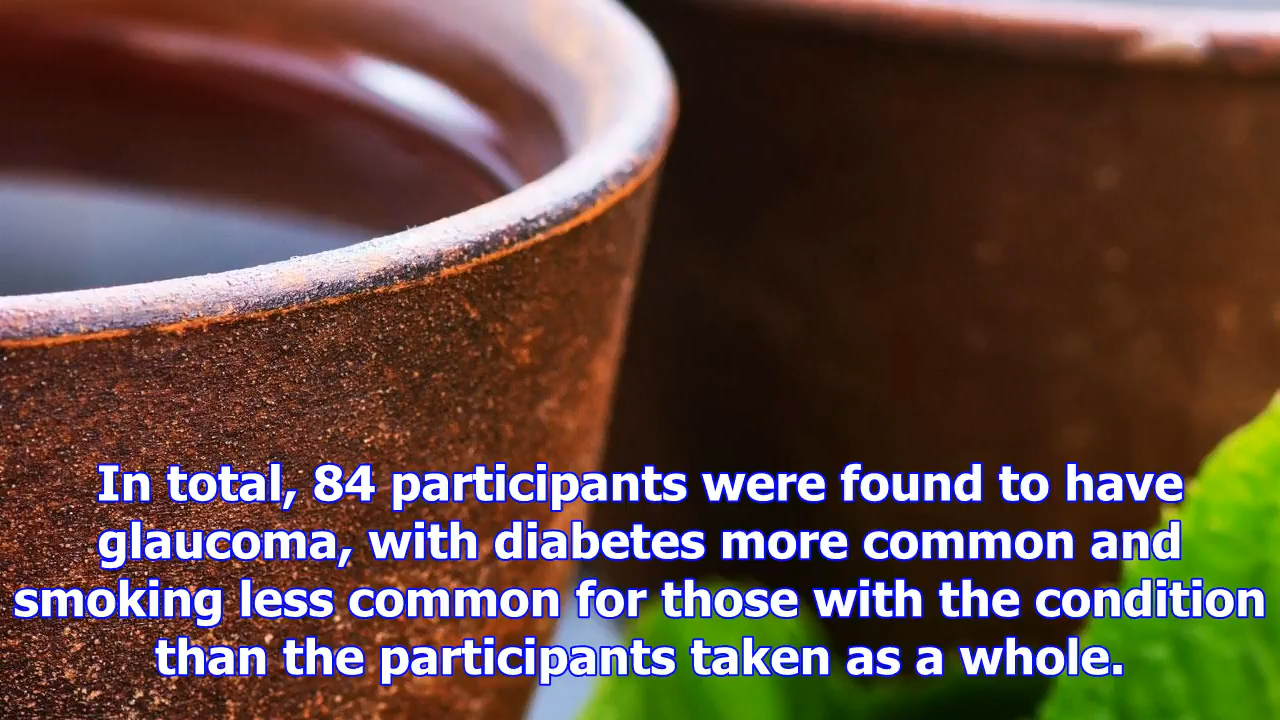 In total, 84 participants were found to have
glaucoma, with diabetes more common and
smoking less common for those with the condition
than the participants taken as a whole.